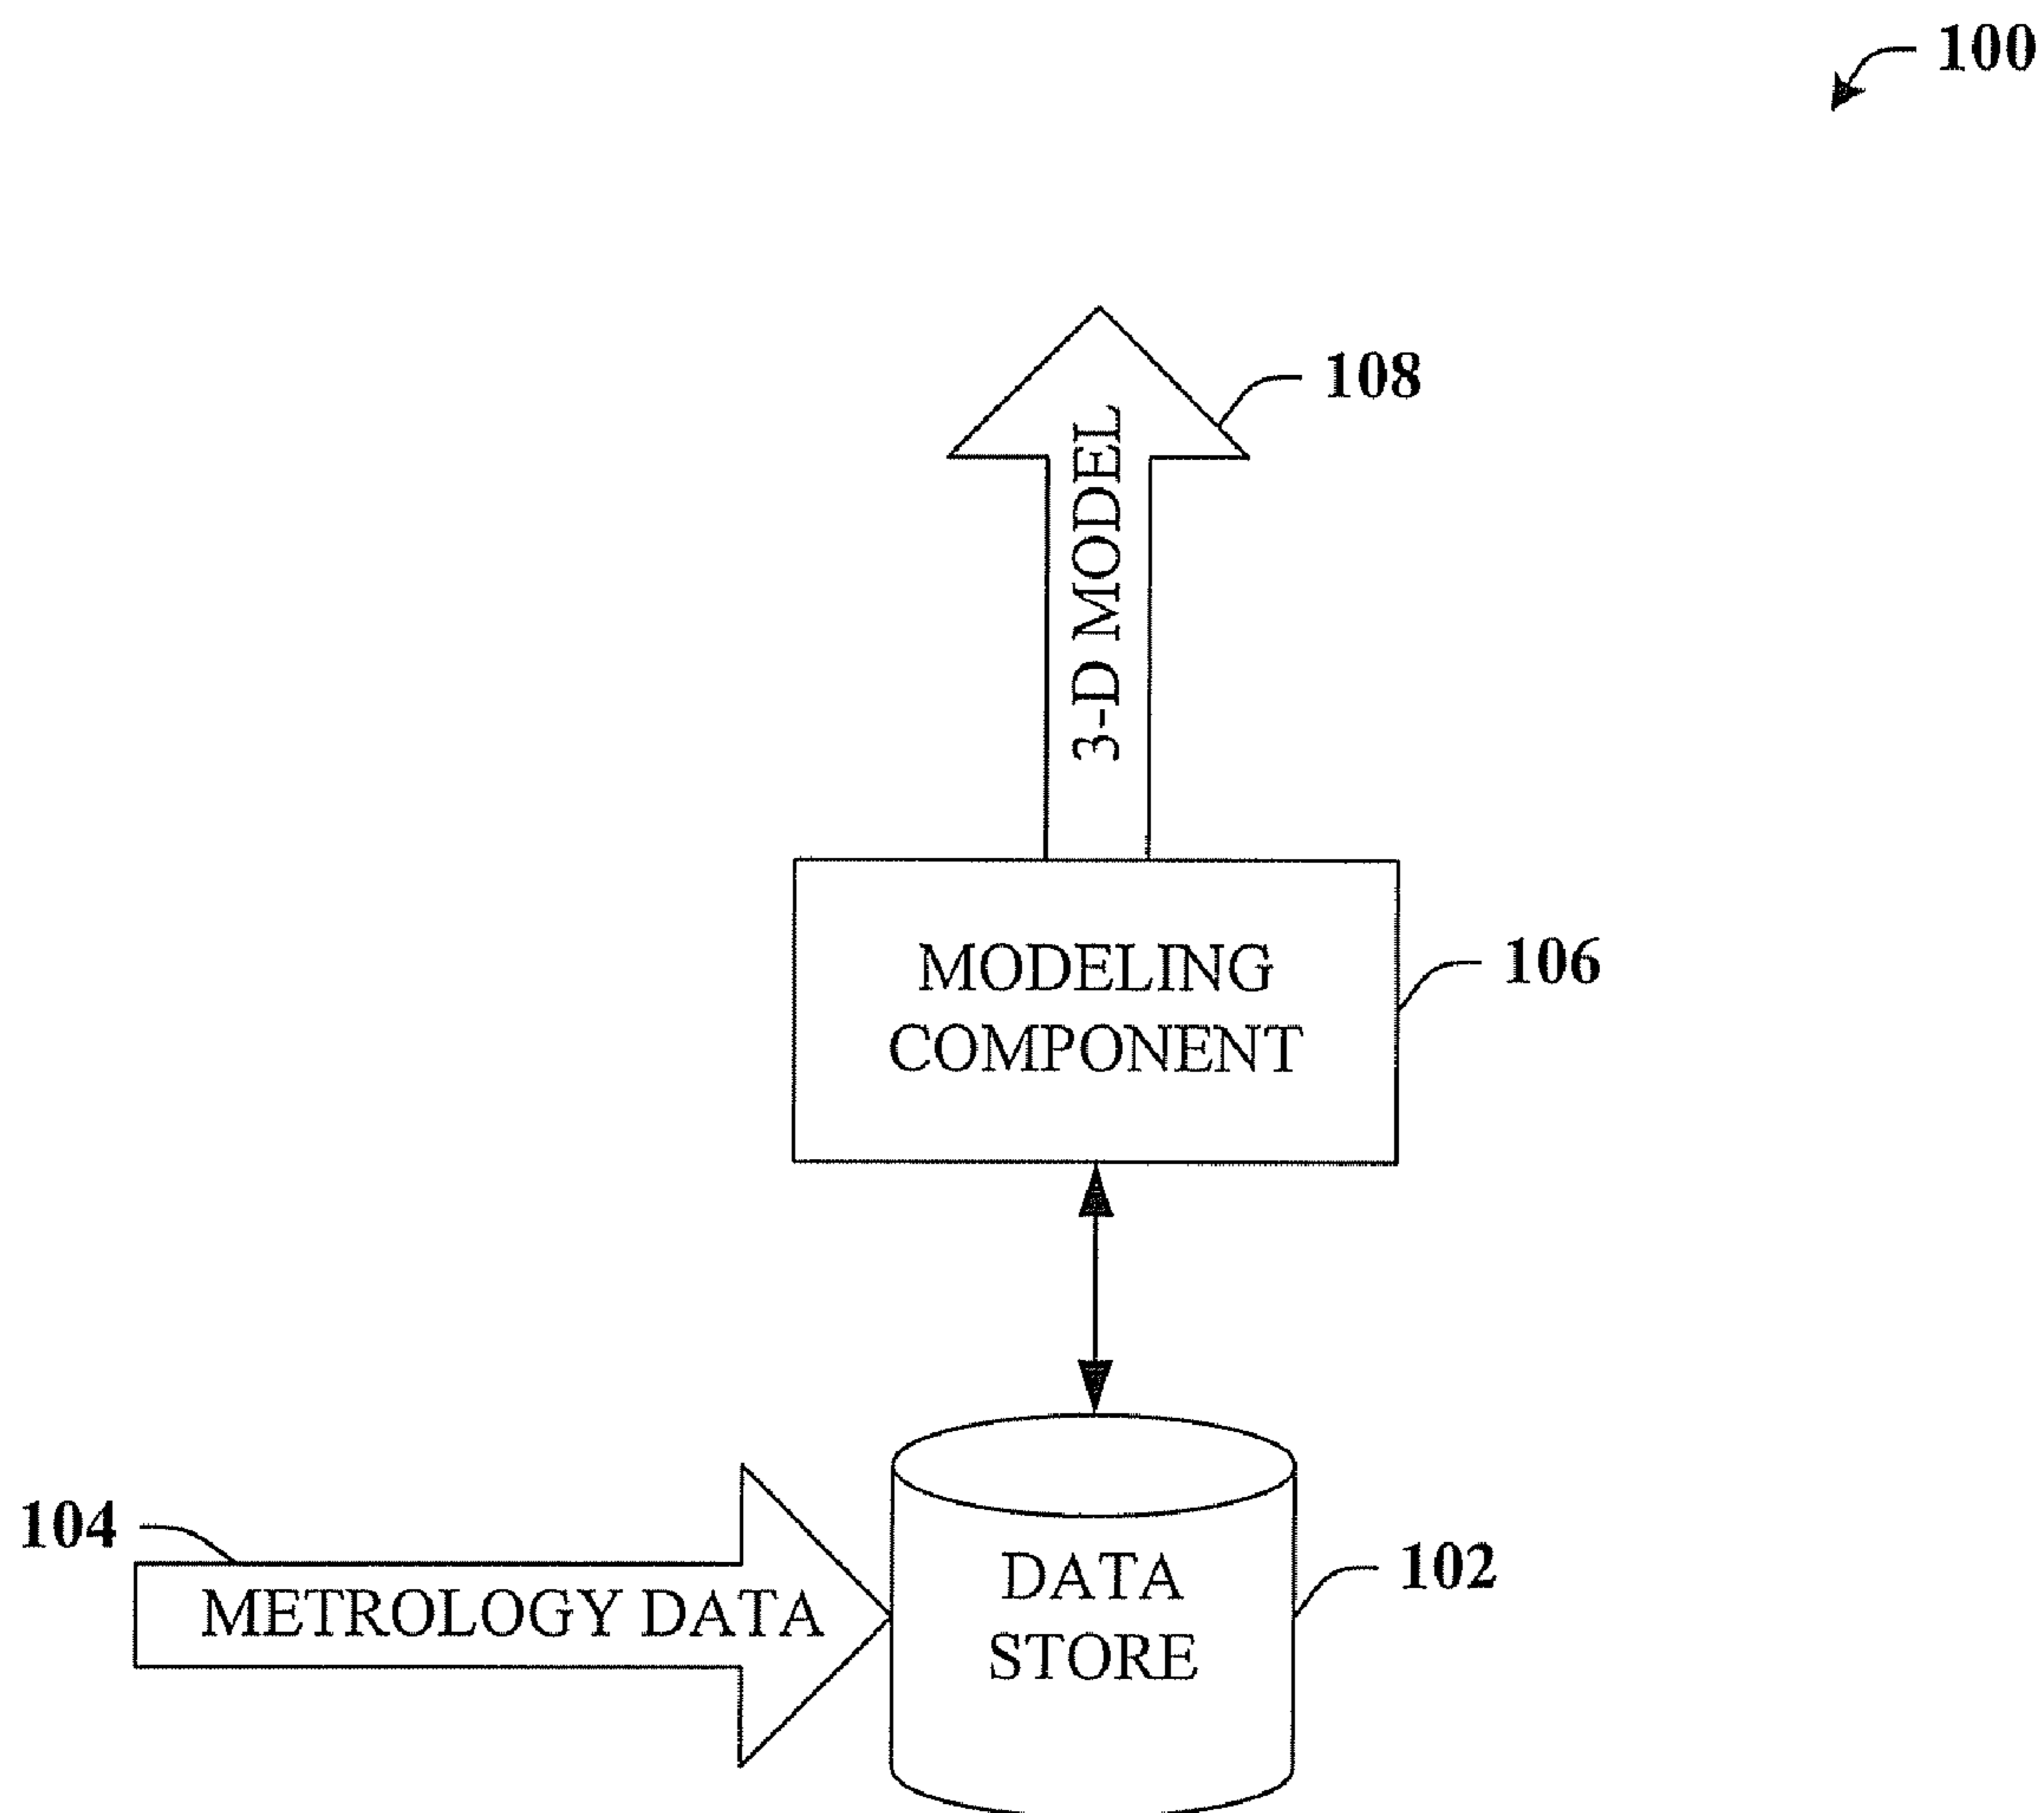 100
108
3-D MODEL
MODELING
COMPONENT
106
104
METROLOGY DATA
DATA
STORE
102